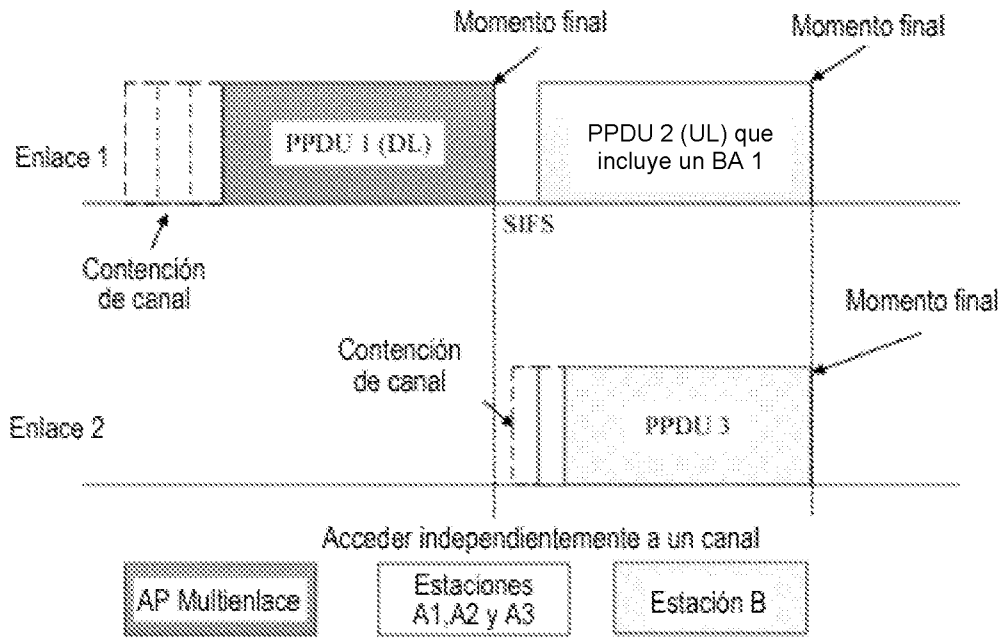 Momento final
Momento final
Enlace 1
PPDU 1 (DL)
PPDU 2 (UL) que
incluye un BA 1
SIFS
Contención
de canal
Momento final
Contención
de canal
Enlace 2
PPDU 3
Acceder independientemente a un canal
AP Multienlace
Estaciones
A1,A2 y A3
Estación B